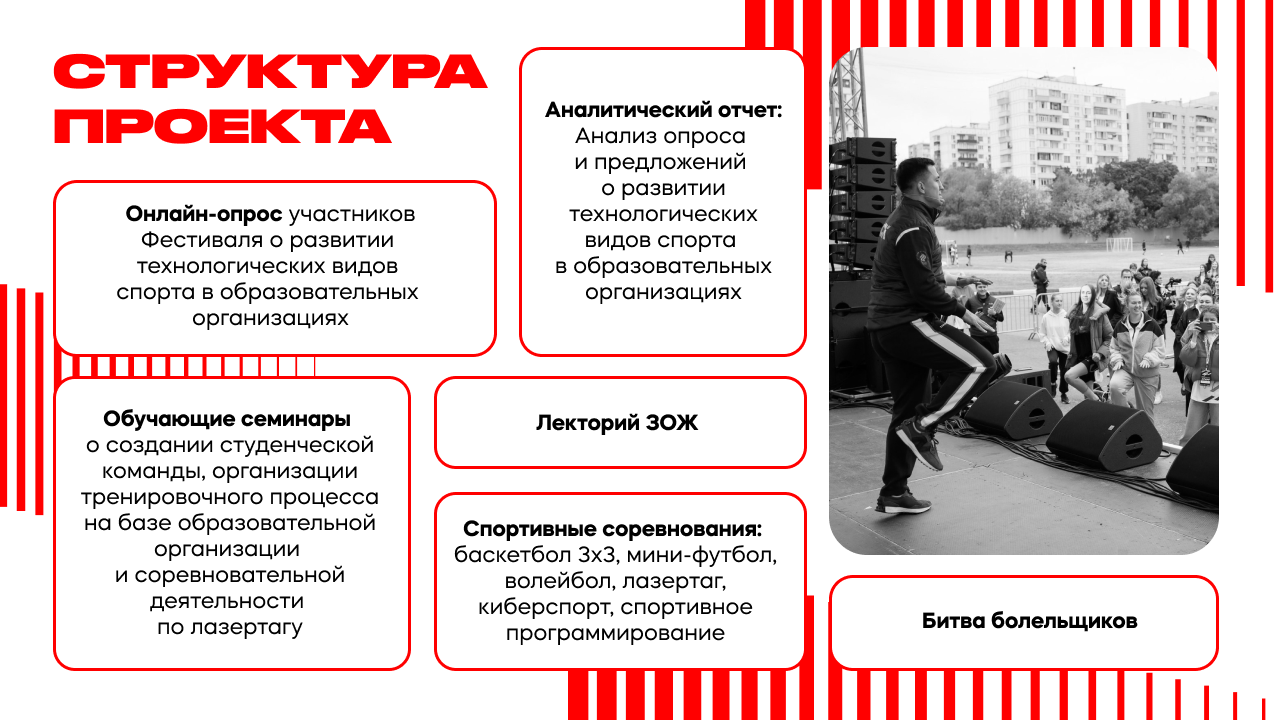 СТРУКТУРА
ПРОЕКТА
Онлайн-опрос участников
Фестиваля о развитии
технологических видов
спорта в образовательных
организациях
Аналитический отчет:
Анализ опроса
и предложений
о развитии
технологических
видов спорта
в образовательных
организациях
Обучающие семинары
о создании студенческой
команды, организации
тренировочного процесса
на базе образовательной
организации
и соревновательной
деятельности
по лазертагу
Лекторий ЗОЖ
Спортивные соревнования:
баскетбол 3х3, мини-футбол,
волейбол, лазертаг,
киберспорт, спортивное
программирование
Битва болельщиков